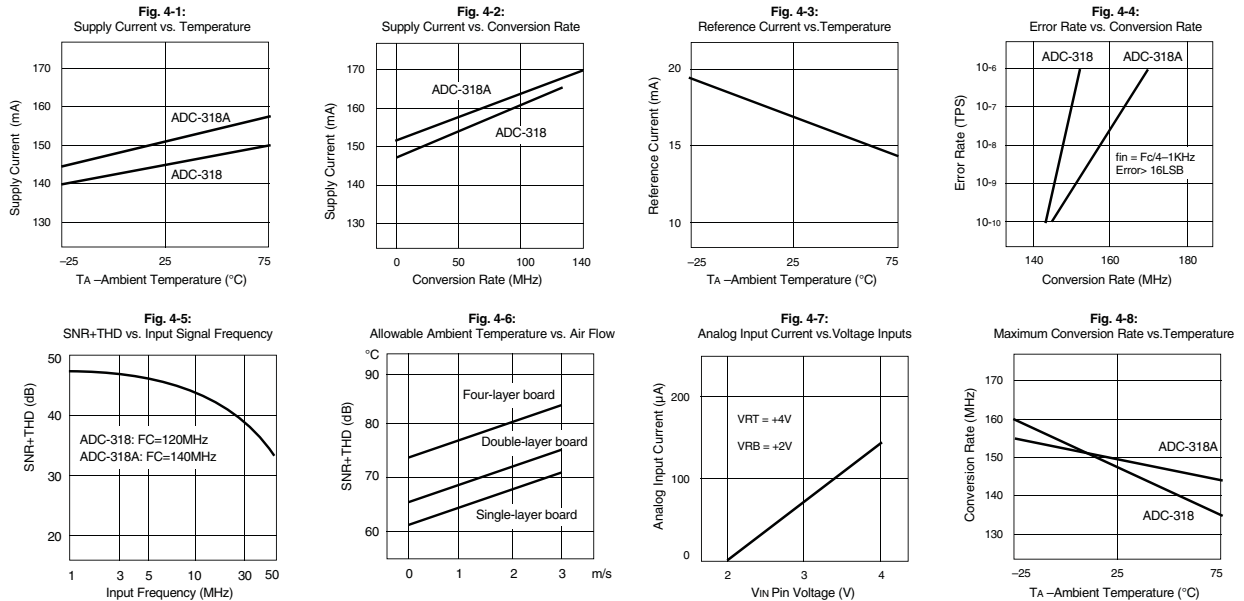 Fig. 4-1:
Supply Current vs. Temperature
170
160
150
140
130
Supply Current (mA)
ADC-318A
ADC-318
–25
25
75
TA –Ambient Temperature (°C)
Fig. 4-2:
Supply Current vs. Conversion Rate
170
160
150
140
130
Supply Current (mA)
ADC-318A
ADC-318
0
50
100
140
Conversion Rate (MHz)
Fig. 4-3:
Reference Current vs.Temperature
20
15
10
Reference Current (mA)
–25
25
75
TA –Ambient Temperature (°C)
Fig. 4-4:
Error Rate vs. Conversion Rate
ADC-318
ADC-318A
10-6
10-7
10-8
10-9
10-10
Error Rate (TPS)
fin = Fc/4–1KHz
Error> 16LSB
140
160
180
Conversion Rate (MHz)
Fig. 4-5:
SNR+THD vs. Input Signal Frequency
50
40
30
20
SNR+THD (dB)
ADC-318: FC=120MHz
ADC-318A: FC=140MHz
1
3
5
10
30
50
Input Frequency (MHz)
Fig. 4-6:
Allowable Ambient Temperature vs. Air Flow
°C
90
80
70
60
SNR+THD (dB)
Four-layer board
Double-layer board
Single-layer board
0
1
2
3
m/s
Fig. 4-7:
Analog Input Current vs.Voltage Inputs
200
100
0
Analog Input Current (µA)
VRT = +4V
VRB = +2V
2
3
4
VIN Pin Voltage (V)
Fig. 4-8:
Maximum Conversion Rate vs.Temperature
170
160
150
140
130
Conversion Rate (MHz)
ADC-318A
ADC-318
–25
25
75
TA –Ambient Temperature (°C)